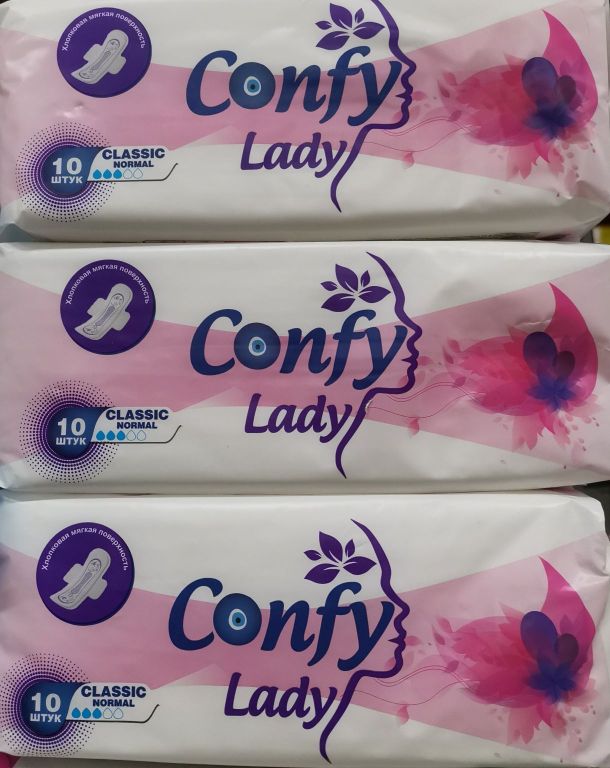 Хлопковая мягкая поверхность
Confy
Lady
10
ШТУК
CLASSIC
NORMAL
Хлопковая мягкая поверхность
Confy
Lady
10
ШТУК
CLASSIC
NORMAL
Хлопковая мягкая поверхность
Confy
Lady
10
ШТУК
CLASSIC
NORMAL